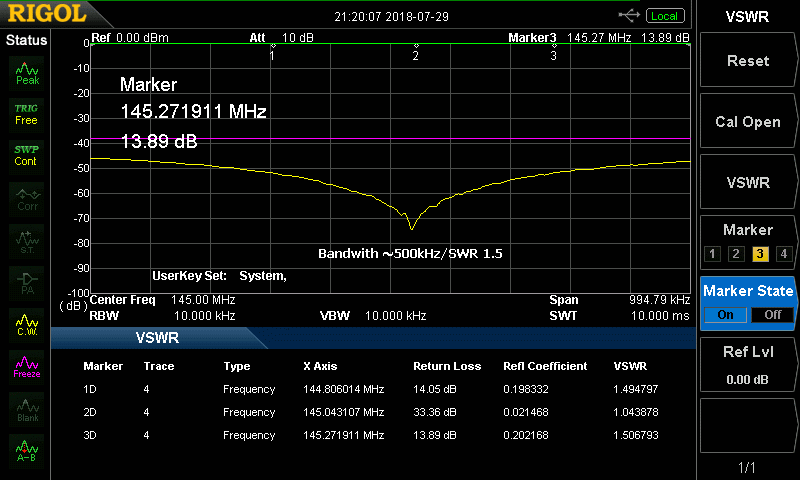 RIGOL 21:20:07 2018-07-29 Local VSWR
Status Ref 0.00 dBm Att 10 dB Marker3 145.27 MHz 13.89 dB
0
1 2 3
Peak
-10
Marker
-20
145.271911 MHz
-30
13.89 dB
-40
-50
-60
-70
-80
Bandwith ~500kHz/SWR 1.5
-90
UserKey Set: System,
-100
(dB)
Center Freq 145.00 MHz Span 994.79 kHz
RBW 10.000 kHz VBW 10.000 kHz SWT 10.000 ms
TRIG
Free
SWP
Cont
Corr
S.T.
PA
C.W.
Freeze
Blank
A-B
VSWR
Marker Trace Type X Axis Return Loss Refl Coefficient VSWR
1D 4 Frequency 144.806014 MHz 14.05 dB 0.198332 1.494797
2D 4 Frequency 145.043107 MHz 33.36 dB 0.021468 1.043878
3D 4 Frequency 145.271911 MHz 13.89 dB 0.202168 1.506793
Reset
Cal Open
VSWR
Marker
1 2 3 4
Marker State
On Off
Ref Lvl
0.00 dB
1/1